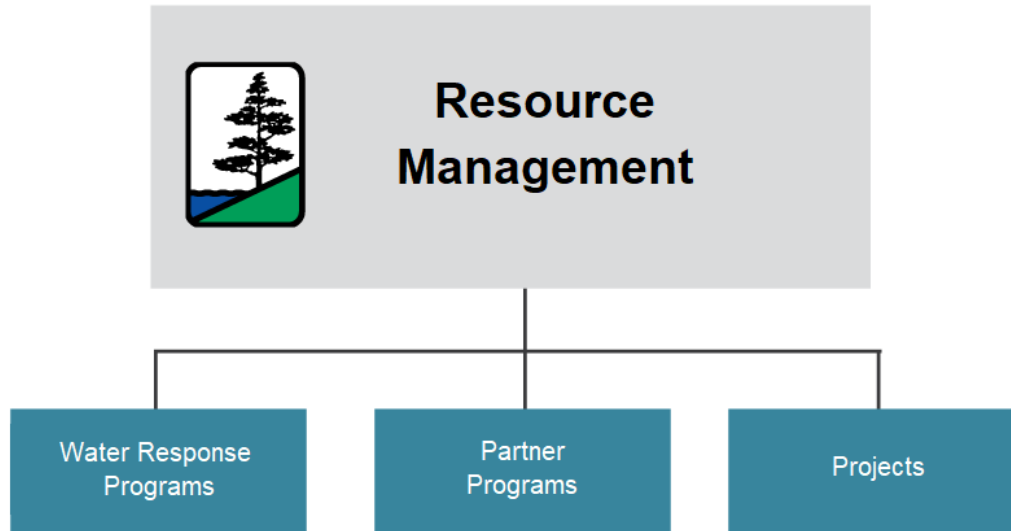 Resource
Management
Water Response
Programs
Partner
Programs
Projects